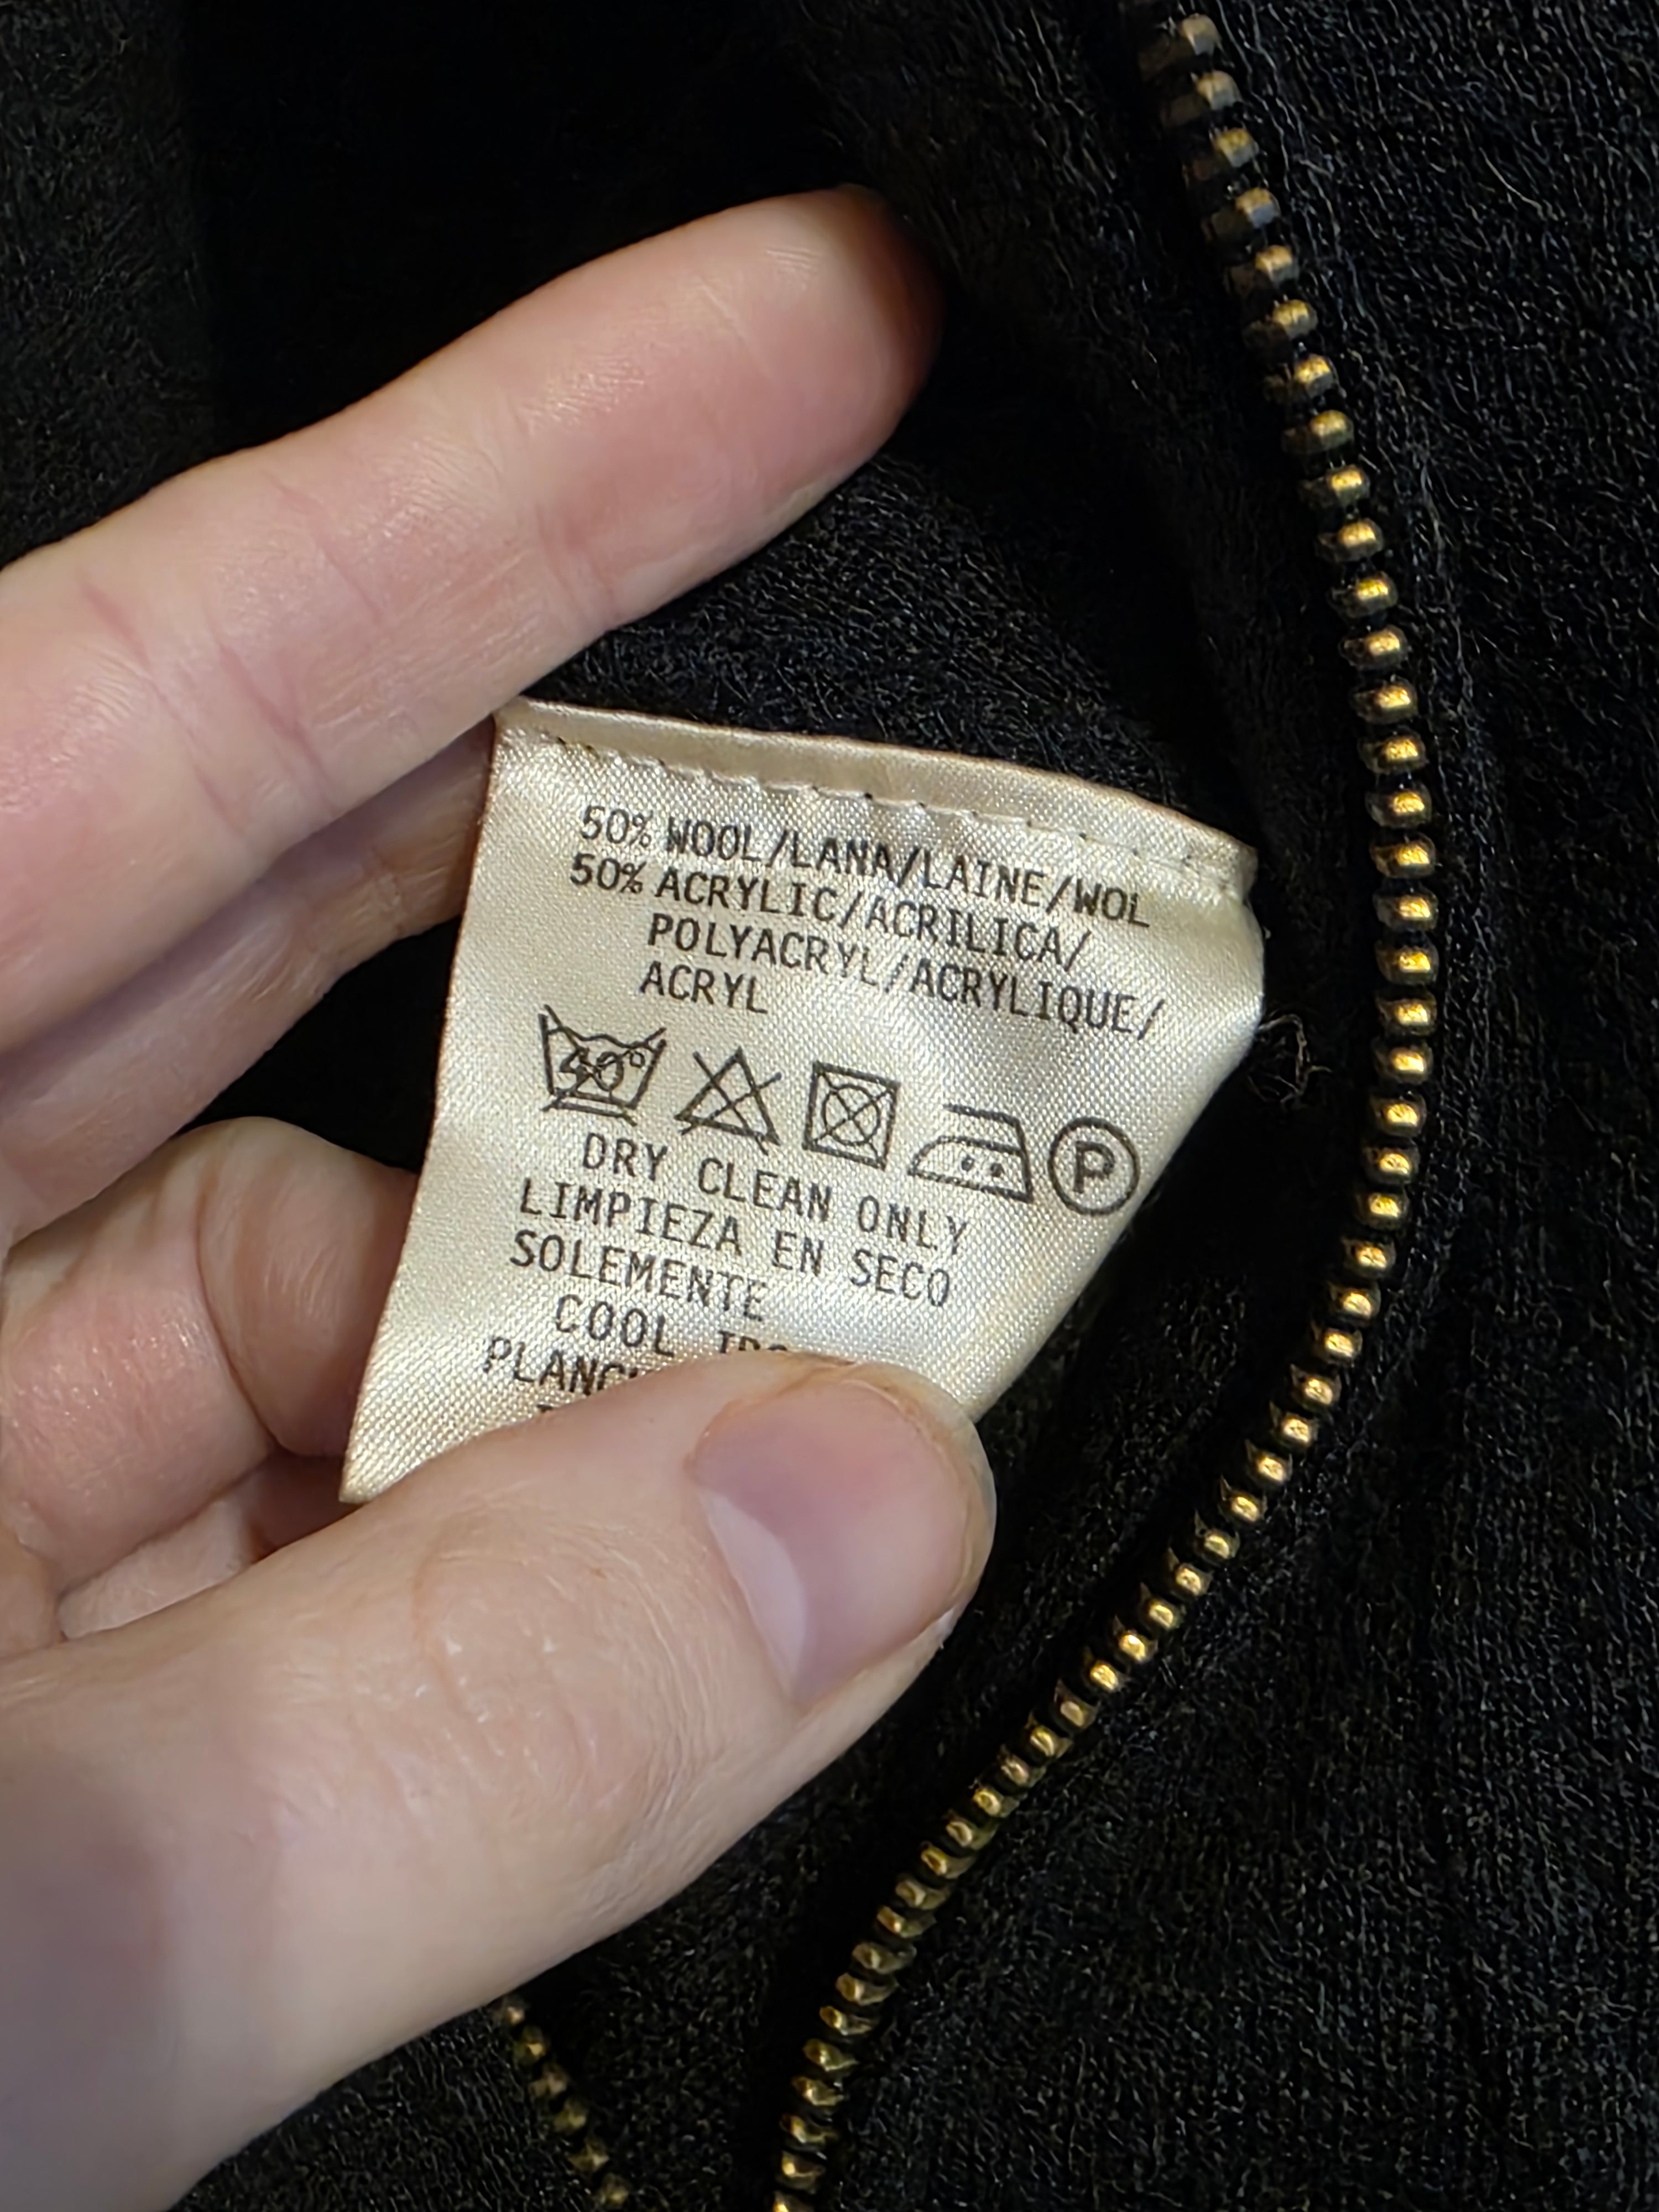 50% WOOL/LANA/LAINE/WOL
50% ACRYLIC/ACRILICA/
POLYACRYL/ACRYLIQUE/
ACRYL
40°
P
DRY CLEAN ONLY
LIMPIEZA EN SECO
SOLEMENTE
COOL